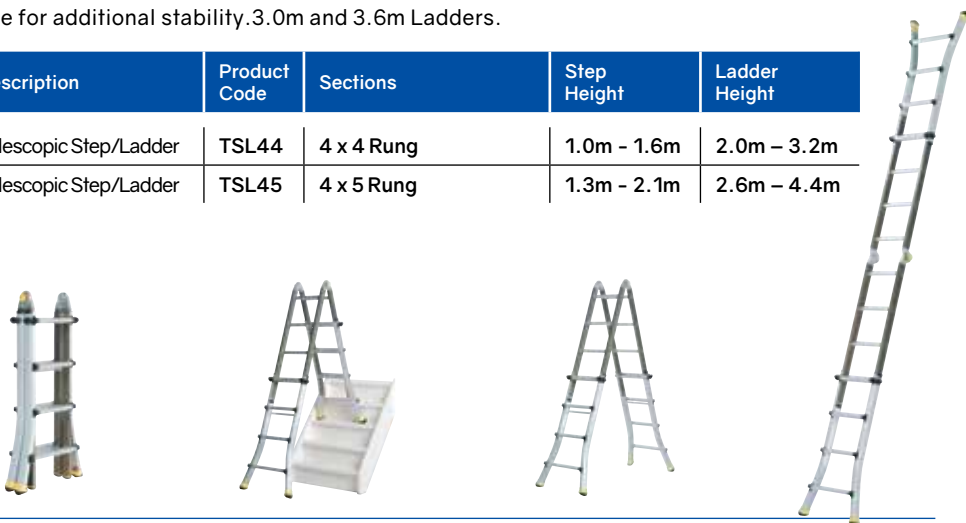 e for additional stability.3.0m and 3.6m Ladders.
escription Product Code Sections Step Height Ladder Height
lescopic Step/Ladder TSL44 4 x 4 Rung 1.0m - 1.6m 2.0m – 3.2m
lescopic Step/Ladder TSL45 4 x 5 Rung 1.3m - 2.1m 2.6m – 4.4m